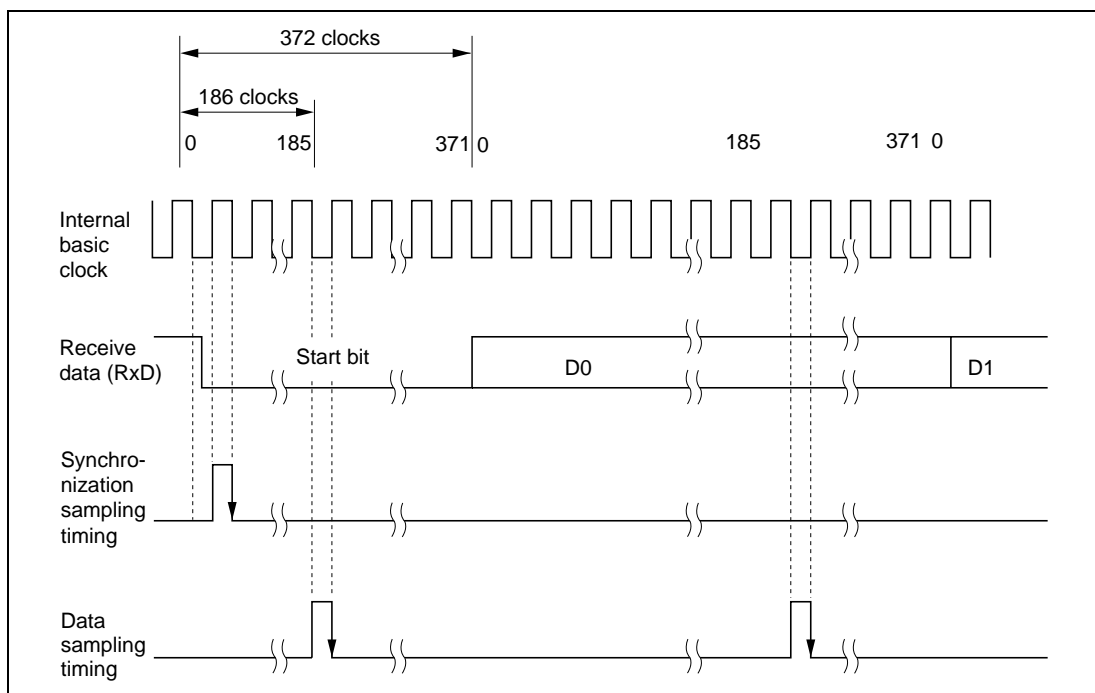 372 clocks
186 clocks
0 185 371 0 185 371 0
Internal
basic
clock
Receive
data (RxD)
Start bit
D0
D1
Synchro-
nization
sampling
timing
Data
sampling
timing